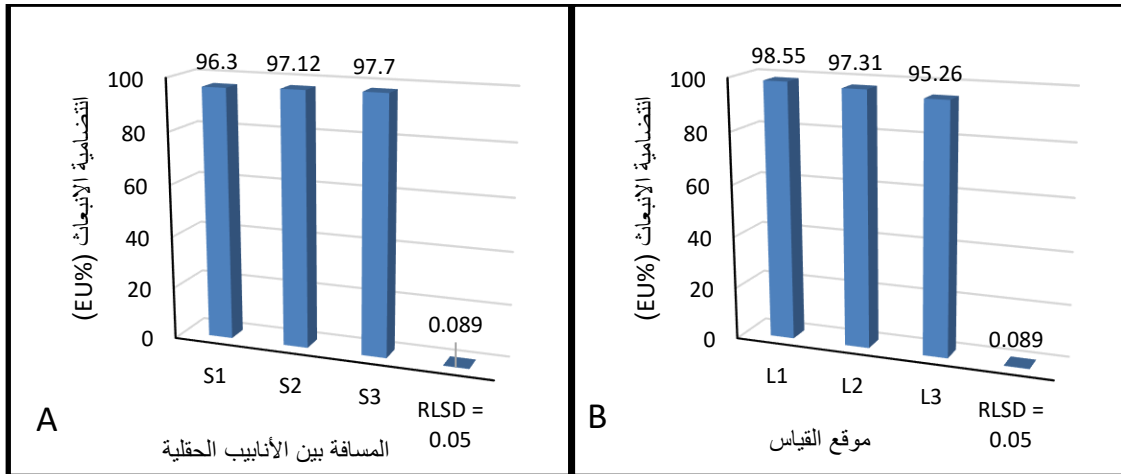 96.3
97.12
97.7
0.089
100
80
60
40
20
0
انتضامية الانبعاث (EU%)
S1
S2
S3
RLSD =
0.05
المسافة بين الأنابيب الحقلية
A
98.55
97.31
95.26
0.089
100
80
60
40
20
0
انتضامية الانبعاث (EU%)
L1
L2
L3
RLSD =
0.05
موقع القياس
B